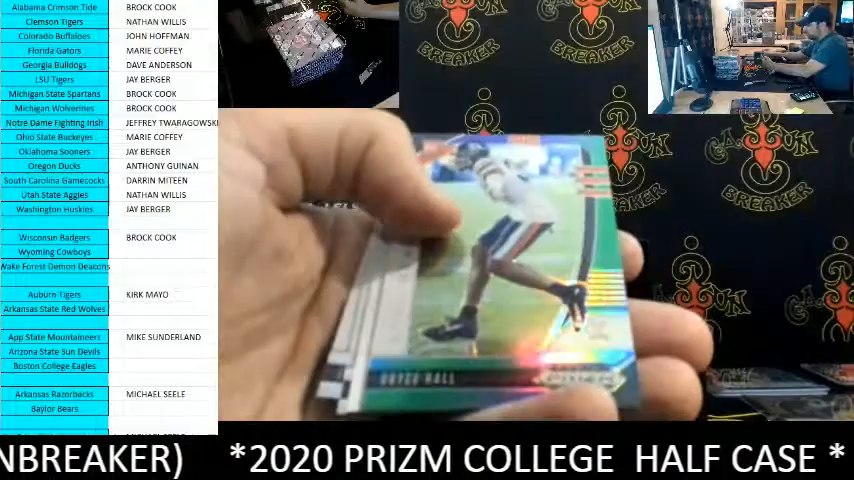 Alabama Crimson Tide BROCK COOK
Clemson Tigers NATHAN WILLIS
Colorado Buffaloes JOHN HOFFMAN
Florida Gators MARIE COFFEY
Georgia Bulldogs DAVE ANDERSON
LSU Tigers JAY BERGER
Michigan State Spartans BROCK COOK
Michigan Wolverines BROCK COOK
Notre Dame Fighting Irish JEFFREY TWARAGOWSKI
Ohio State Buckeyes MARIE COFFEY
Oklahoma Sooners JAY BERGER
Oregon Ducks ANTHONY GUINAN
South Carolina Gamecocks DARRIN MITEEN
Utah State Aggies NATHAN WILLIS
Washington Huskies JAY BERGER
Wisconsin Badgers BROCK COOK
Wyoming Cowboys
Wake Forest Demon Deacons
Auburn Tigers KIRK MAYO
Arkansas State Red Wolves
App State Mountaineers MIKE SUNDERLAND
Arizona State Sun Devils
Boston College Eagles
Arkansas Razorbacks MICHAEL SEELE
Baylor Bears
BREAKER
BREAKER
BREAKER
BREAKER
BRYCE HALL
PRIZM
NBREAKER) *2020 PRIZM COLLEGE HALF CASE *